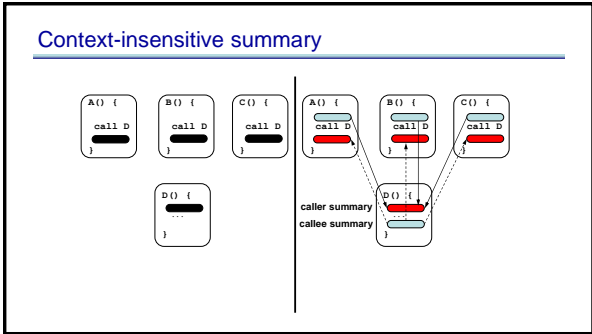 Context-insensitive summary
A() {
call D
}
B() {
call D
}
C() {
call D
}
D() {
...
}
A() {
call D
}
B() {
call D
}
C() {
call D
}
caller summary
callee summary
D() {
...
}